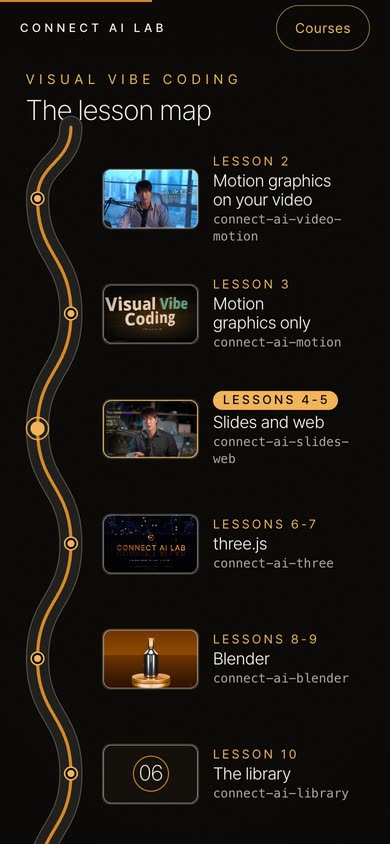 CONNECT AI LAB
Courses
VISUAL VIBE CODING
The lesson map
LESSON 2
Motion graphics
on your video
connect-ai-video-
motion
Visual Vibe
Coding
LESSON 3
Motion
graphics only
connect-ai-motion
LESSONS 4-5
Slides and web
connect-ai-slides-
web
CONNECT AI LAB
LESSONS 6-7
three.js
connect-ai-three
LESSONS 8-9
Blender
connect-ai-blender
06
LESSON 10
The library
connect-ai-library